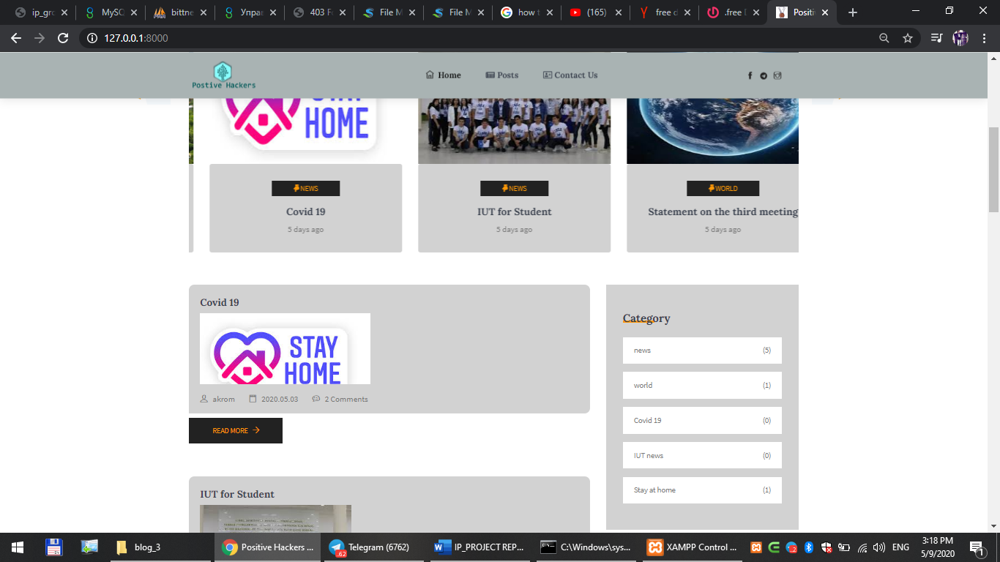 ip_gro
MySQ
bittne
Упра
403 Fo
File M
File M
how t
(165)
free d
.free
Positi
127.0.0.1:8000
Postive Hackers
Home
Posts
Contact Us
HOME
NEWS
Covid 19
5 days ago
NEWS
IUT for Student
5 days ago
WORLD
Statement on the third meeting
5 days ago
Covid 19
STAY
HOME
akrom 2020.05.03 2 Comments
READ MORE
IUT for Student
Category
news (5)
world (1)
Covid 19 (0)
IUT news (0)
Stay at home (1)
blog_3
Positive Hackers ...
Telegram (6762)
.62
IP_PROJECT REP...
C:\Windows\sys...
XAMPP Control ...
ENG
3:18 PM
5/9/2020
1